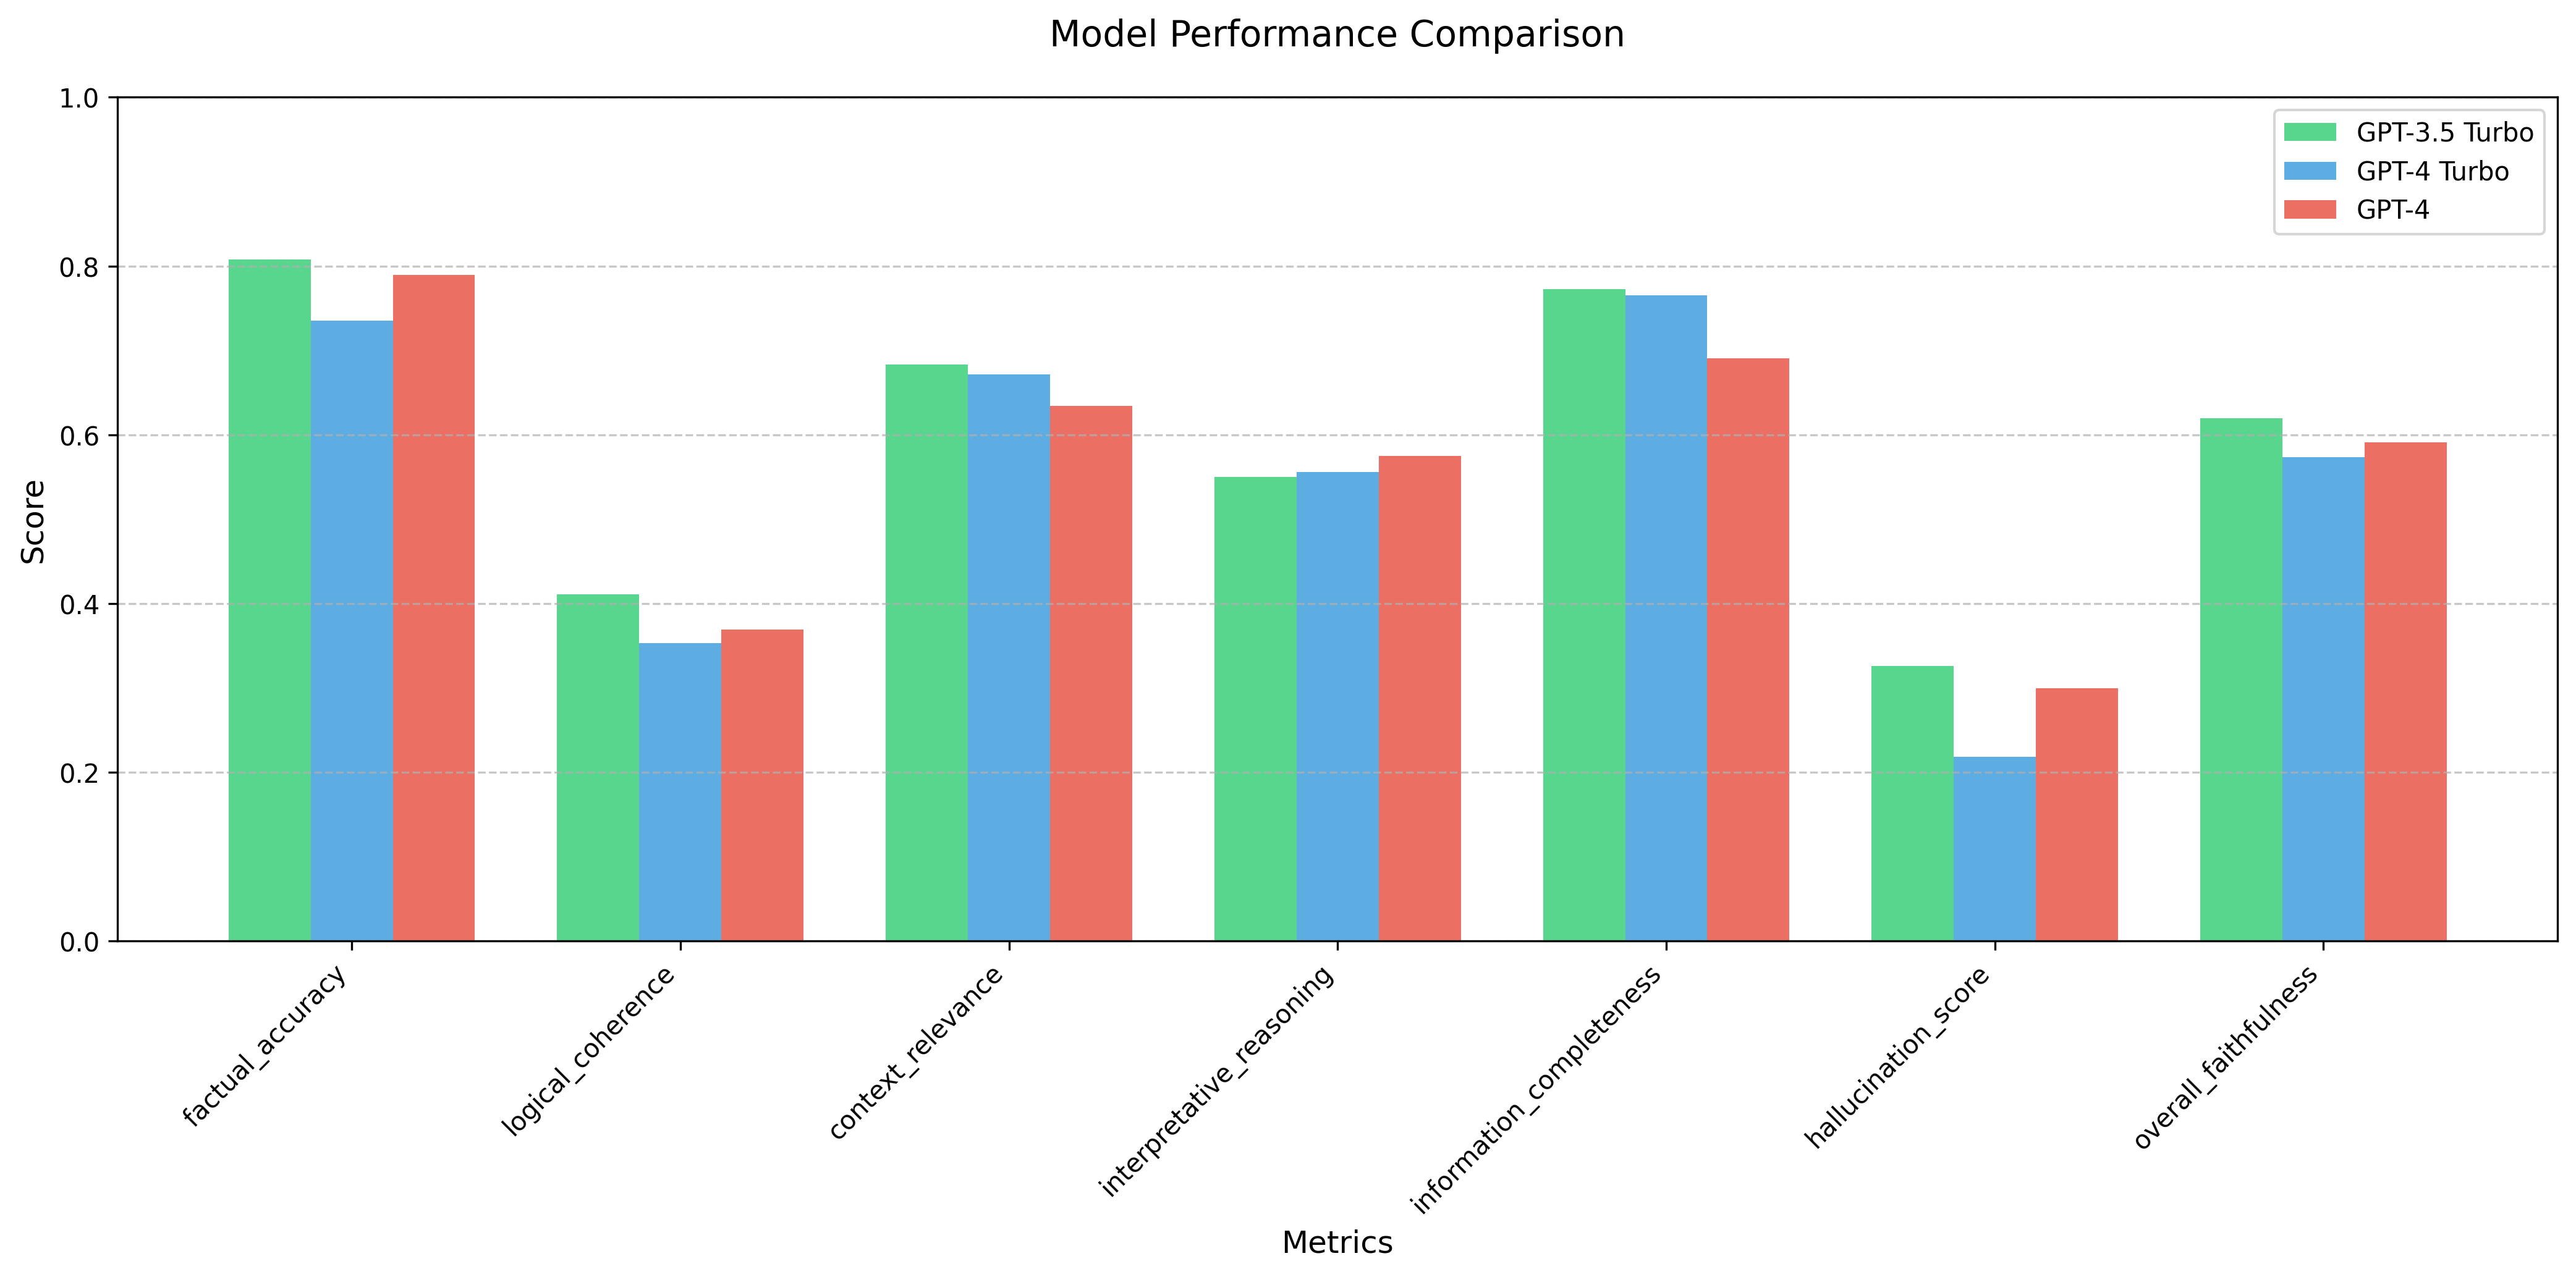 Model Performance Comparison
1.0
0.8
0.6
0.4
0.2
0.0
Score
GPT-3.5 Turbo
GPT-4 Turbo
GPT-4
factual_accuracy
logical_coherence
context_relevance
interpretative_reasoning
information_completeness
hallucination_score
overall_faithfulness
Metrics